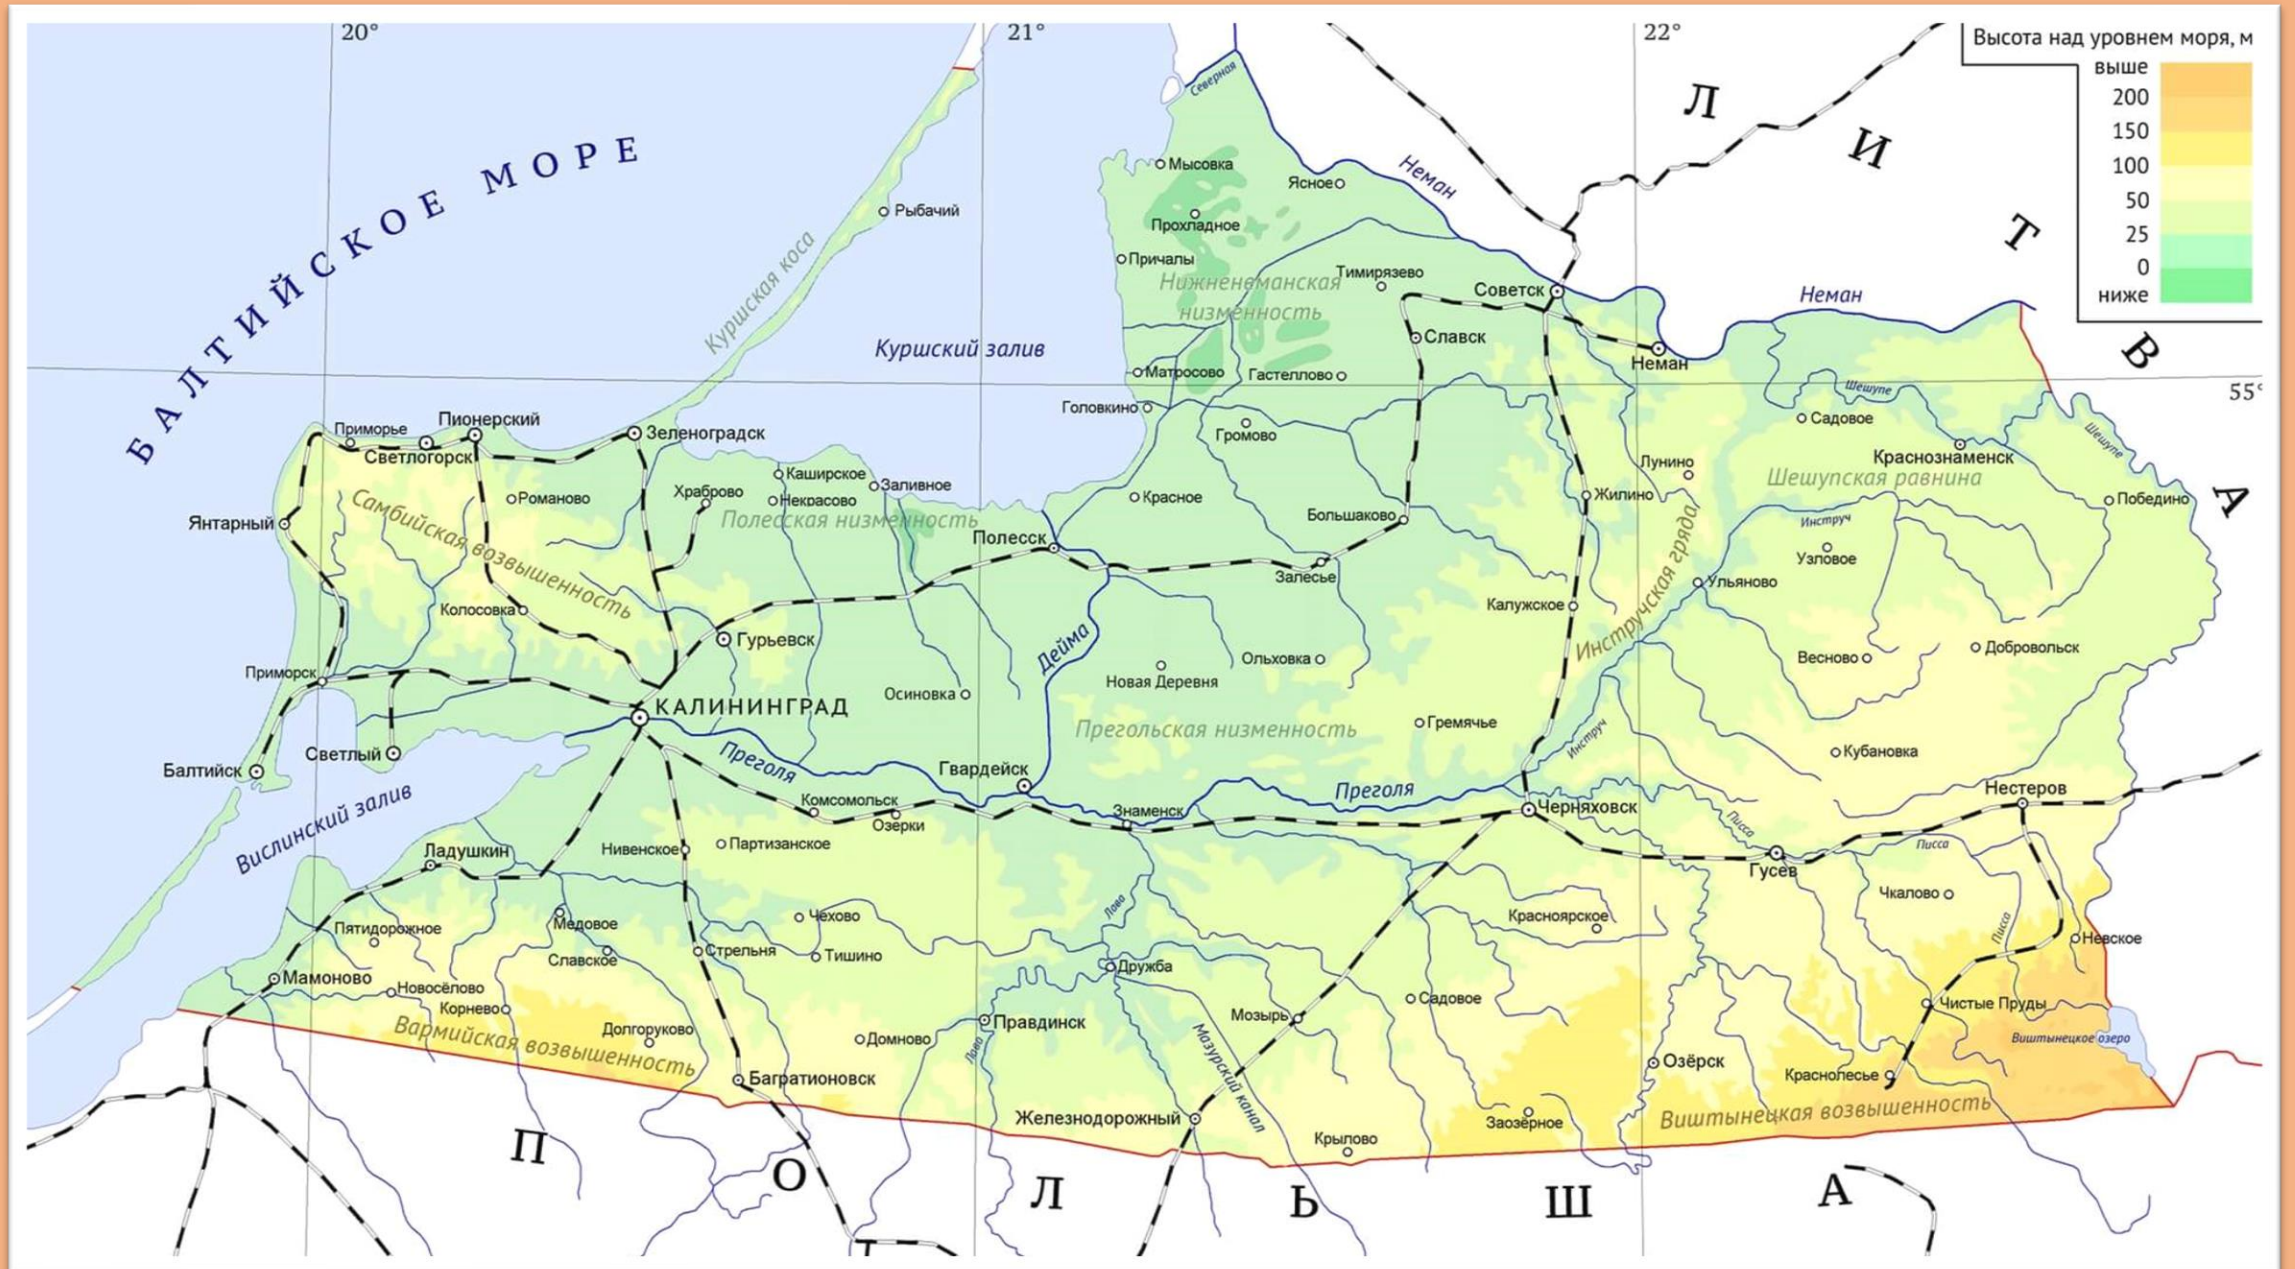 20°
21°
22°
Высота над уровнем моря, м
выше
200
150
100
50
25
0
ниже
БАЛТИЙСКОЕ МОРЕ
ЛИТВА
Северная
Неман
Мысовка
Ясное
Рыбачий
Прохладное
Куршская коса
Причалы
Нижненеманская
низменность
Тимирязево
Советск
Неман
Куршский залив
Славск
Неман
Матросово
Гастеллово
Шешупе
55°
Головкино
Громово
Садовое
Шешупе
Приморье
Пионерский
Светлогорск
Зеленоградск
Краснознаменск
Лунино
Шешупская равнина
Каширское
Заливное
Храброво
Некрасово
Романово
Красное
Жилино
Победино
Самбийская возвышенность
Янтарный
Полесская низменность
Большаково
Инструч
Полесск
Узловое
Залесье
Ульяново
Колосовка
Калужское
Инстручская гряда
Гурьевск
Дейма
Ольховка
Весново
Добровольск
Приморск
Новая Деревня
Осиновка
КАЛИНИНГРАД
Прегольская низменность
Гремячье
Инструч
Светлый
Кубановка
Балтийск
Преголя
Гвардейск
Преголя
Нестеров
Вислинский залив
Комсомольск
Озерки
Знаменск
Черняховск
Писса
Писса
Ладушкин
Нивенское
Партизанское
Гусев
Чкалово
Лава
Писса
Пятидорожное
Медовое
Чехово
Красноярское
Невское
Славское
Стрельня
Тишино
Дружба
Мамоново
Новосёлово
Корнево
Садовое
Чистые Пруды
Мозырь
Правдинск
Вармийская возвышенность
Долгоруково
Домново
Лава
Мазурский канал
Виштынецкое озеро
Озёрск
Краснолесье
Багратионовск
Железнодорожный
Заозёрное
Виштынецкая возвышенность
Крылово
ПОЛЬША